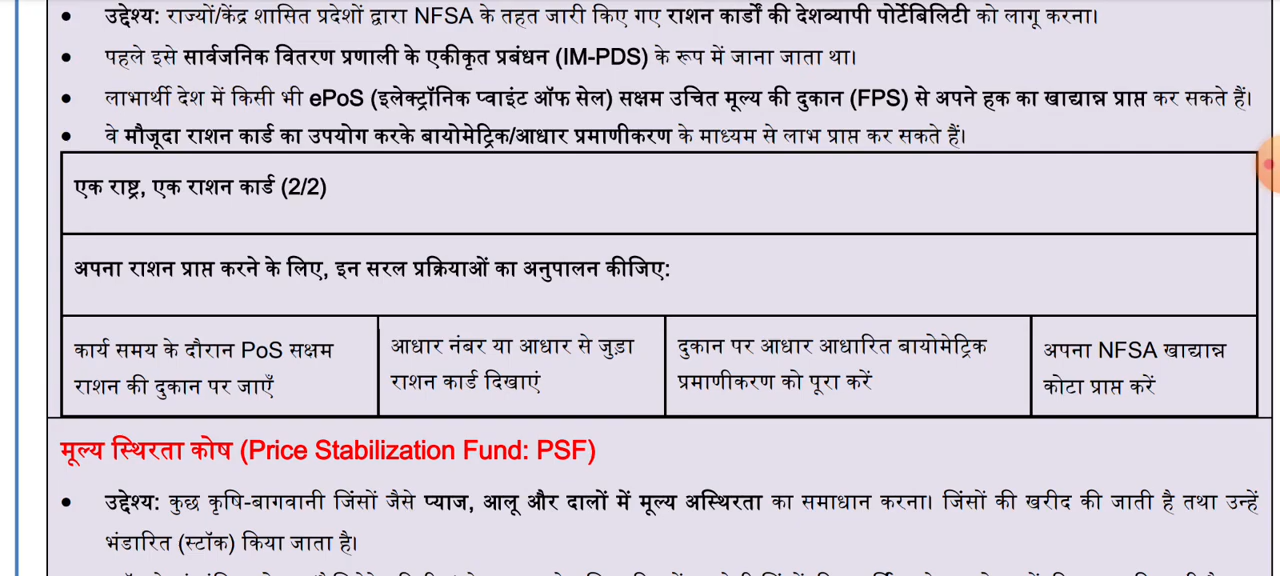 • उद्देश्य: राज्यों/केंद्र शासित प्रदेशों द्वारा NFSA के तहत जारी किए गए राशन कार्डों की देशव्यापी पोर्टेबिलिटी को लागू करना।
• पहले इसे सार्वजनिक वितरण प्रणाली के एकीकृत प्रबंधन (IM-PDS) के रूप में जाना जाता था।
• लाभार्थी देश में किसी भी ePoS (इलेक्ट्रॉनिक प्वाइंट ऑफ सेल) सक्षम उचित मूल्य की दुकान (FPS) से अपने हक का खाद्यान्न प्राप्त कर सकते हैं।
• वे मौजूदा राशन कार्ड का उपयोग करके बायोमेट्रिक/आधार प्रमाणीकरण के माध्यम से लाभ प्राप्त कर सकते हैं।
एक राष्ट्र, एक राशन कार्ड (2/2)
अपना राशन प्राप्त करने के लिए, इन सरल प्रक्रियाओं का अनुपालन कीजिए:
कार्य समय के दौरान PoS सक्षम
राशन की दुकान पर जाएँ
आधार नंबर या आधार से जुड़ा
राशन कार्ड दिखाएं
दुकान पर आधार आधारित बायोमेट्रिक
प्रमाणीकरण को पूरा करें
अपना NFSA खाद्यान्न
कोटा प्राप्त करें
मूल्य स्थिरता कोष (Price Stabilization Fund: PSF)
• उद्देश्य: कुछ कृषि-बागवानी जिंसों जैसे प्याज, आलू और दालों में मूल्य अस्थिरता का समाधान करना। जिंसों की खरीद की जाती है तथा उन्हें
भंडारित (स्टॉक) किया जाता है।